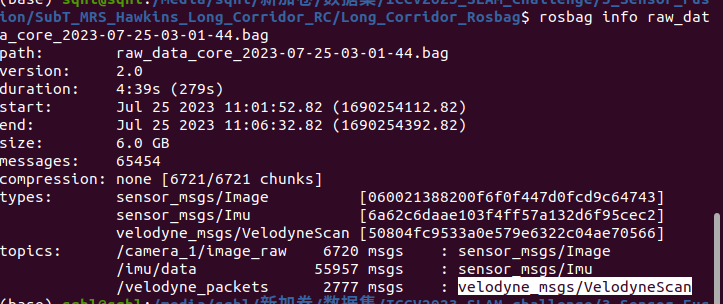 (base) sqhl@sqhl:/media/sqhl/新加卷/数据集/ICCV2023_SLAM_Challenge/3_Sensor_Fus
ion/SubT_MRS_Hawkins_Long_Corridor_RC/Long_Corridor_Rosbag$ rosbag info raw_dat
a_core_2023-07-25-03-01-44.bag
path: raw_data_core_2023-07-25-03-01-44.bag
version: 2.0
duration: 4:39s (279s)
start: Jul 25 2023 11:01:52.82 (1690254112.82)
end: Jul 25 2023 11:06:32.82 (1690254392.82)
size: 6.0 GB
messages: 65454
compression: none [6721/6721 chunks]
types: sensor_msgs/Image [060021388200f6f0f447d0fcd9c64743]
sensor_msgs/Imu [6a62c6daae103f4ff57a132d6f95cec2]
velodyne_msgs/VelodyneScan [50804fc9533a0e579e6322c04ae70566]
topics: /camera_1/image_raw 6720 msgs : sensor_msgs/Image
/imu/data 55957 msgs : sensor_msgs/Imu
/velodyne_packets 2777 msgs : velodyne_msgs/VelodyneScan
(base) sqhl@sqhl:/media/sqhl/新加卷/数据集/ICCV2023_SLAM_Challenge/3_Sensor_Fus